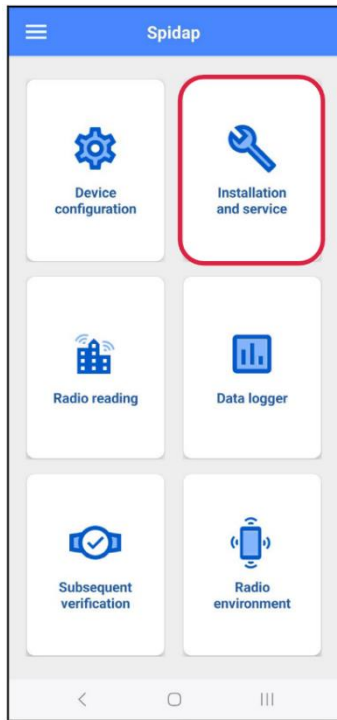 Spidap
Device
configuration
Installation
and service
Radio reading
Data logger
Subsequent
verification
Radio
environment